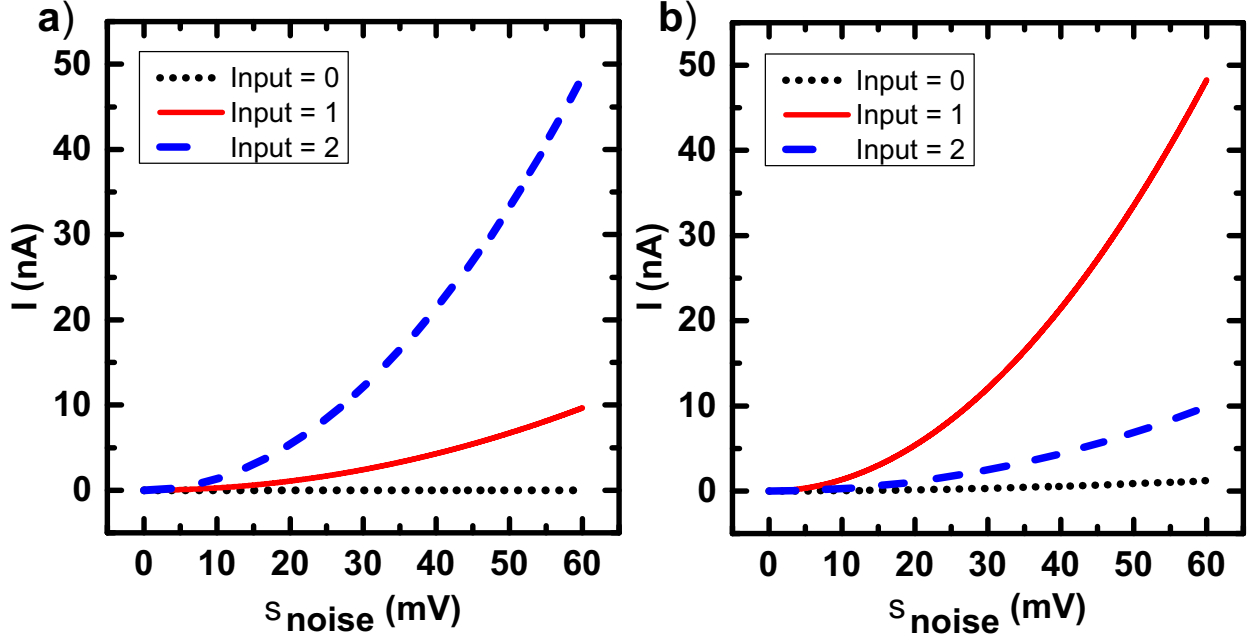 a)
Input = 0
Input = 1
Input = 2
50
40
30
20
10
0
I (nA)
0 10 20 30 40 50 60
s noise (mV)
b)
Input = 0
Input = 1
Input = 2
50
40
30
20
10
0
I (nA)
0 10 20 30 40 50 60
s noise (mV)